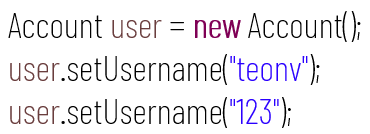 Account user = new Account();
user.setUsername("teonv");
user.setUsername("123");